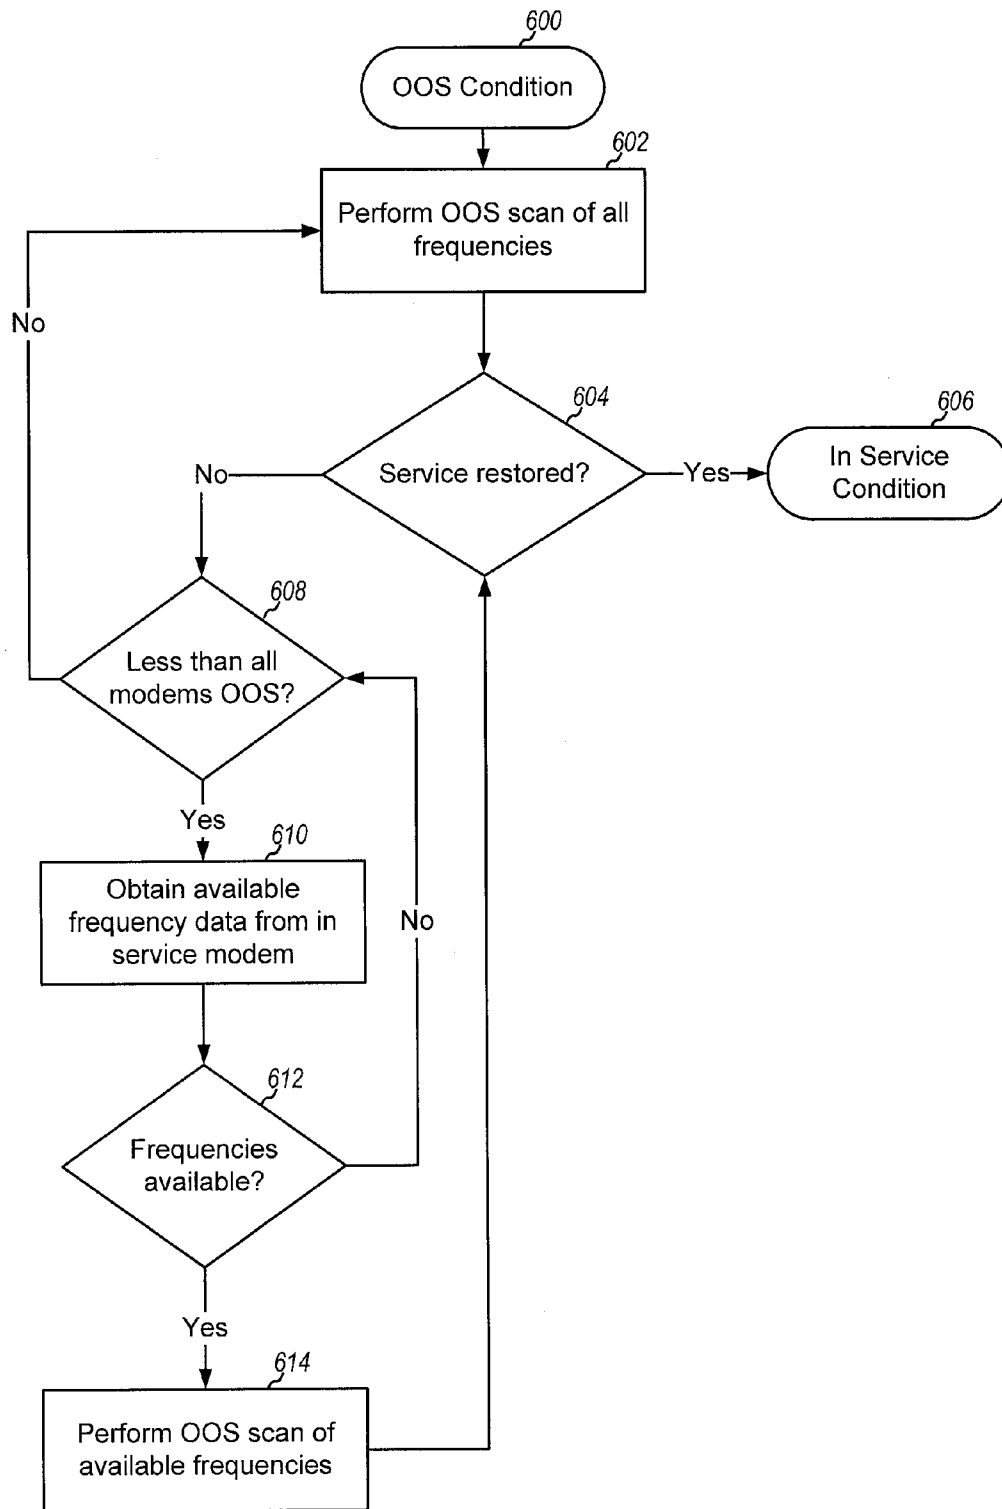 600
OOS Condition
602
Perform OOS scan of all
frequencies
No
604
Service restored?
No
Yes
606
In Service
Condition
608
Less than all
modems OOS?
Yes
610
Obtain available
frequency data from in
service modem
No
612
Frequencies
available?
Yes
614
Perform OOS scan of
available frequencies